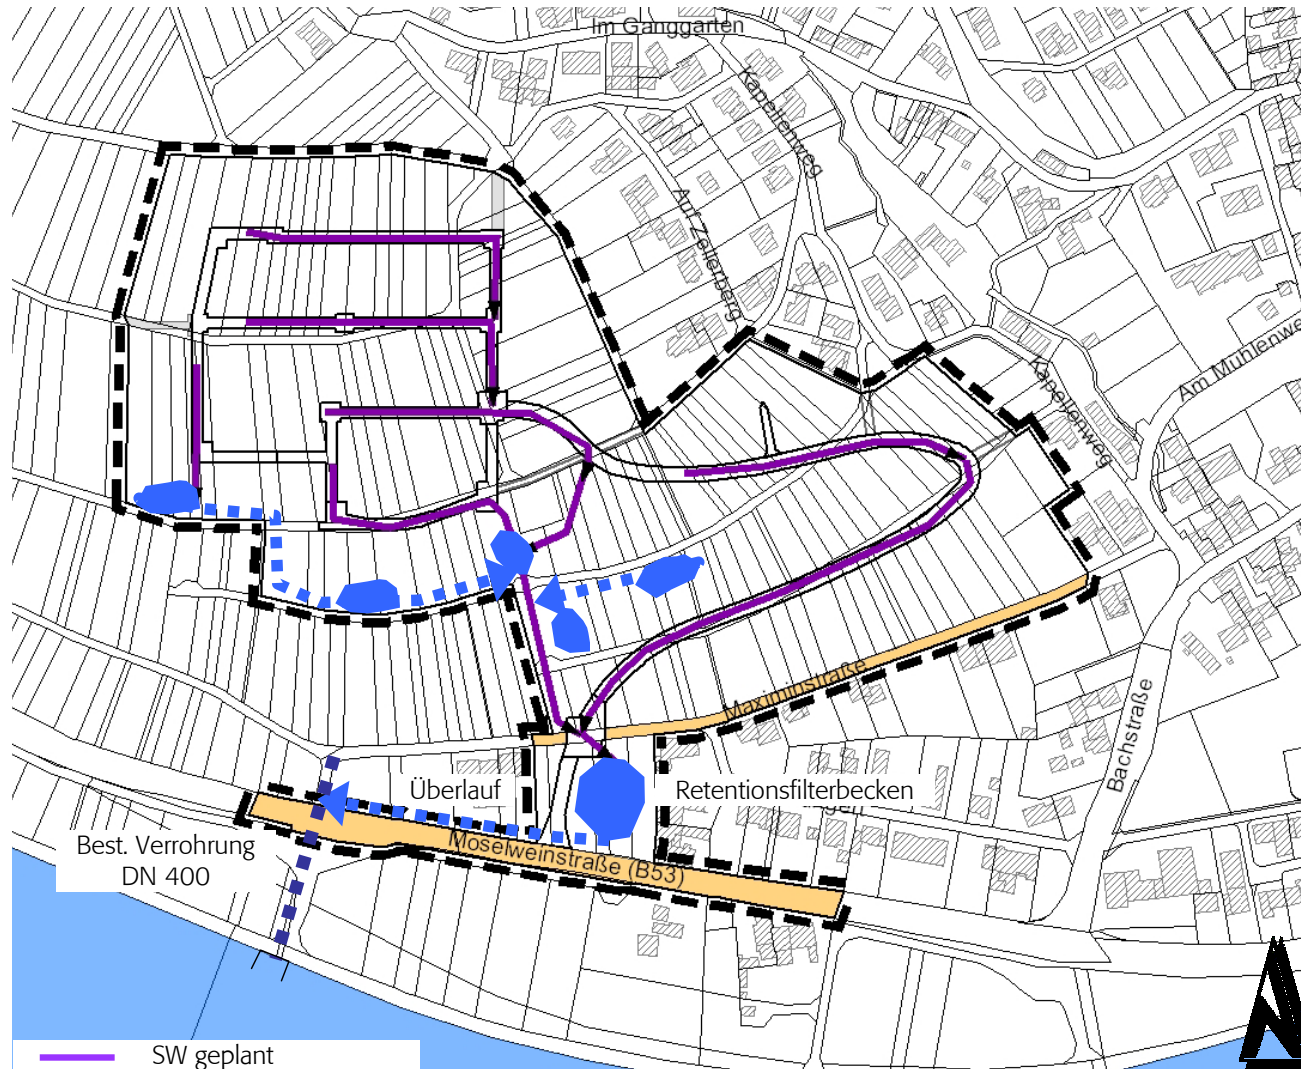 Im Ganggarten
Kapellenweg
Auf Zellerberg
Kapellenweg
Am Mühlenwe
Maximinstraße
Bachstraße
Überlauf
Retentionsfilterbecken
Best. Verrohrung
DN 400
Moselweinstraße (B53)
SW geplant